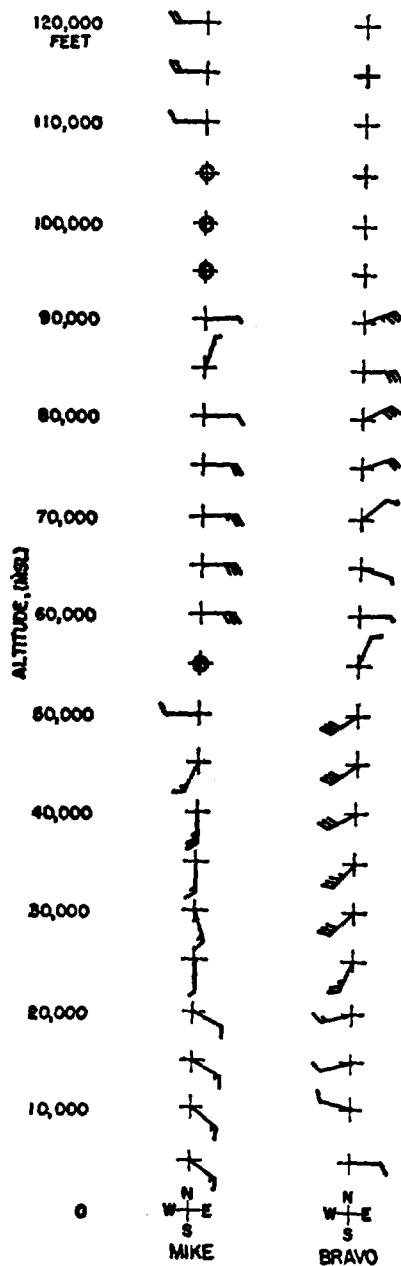 120,000
FEET
110,000
100,000
90,000
80,000
70,000
60,000
50,000
40,000
30,000
20,000
10,000
0
ALTITUDE, (MSL)
N
W E
S
MIKE
N
W E
S
BRAVO